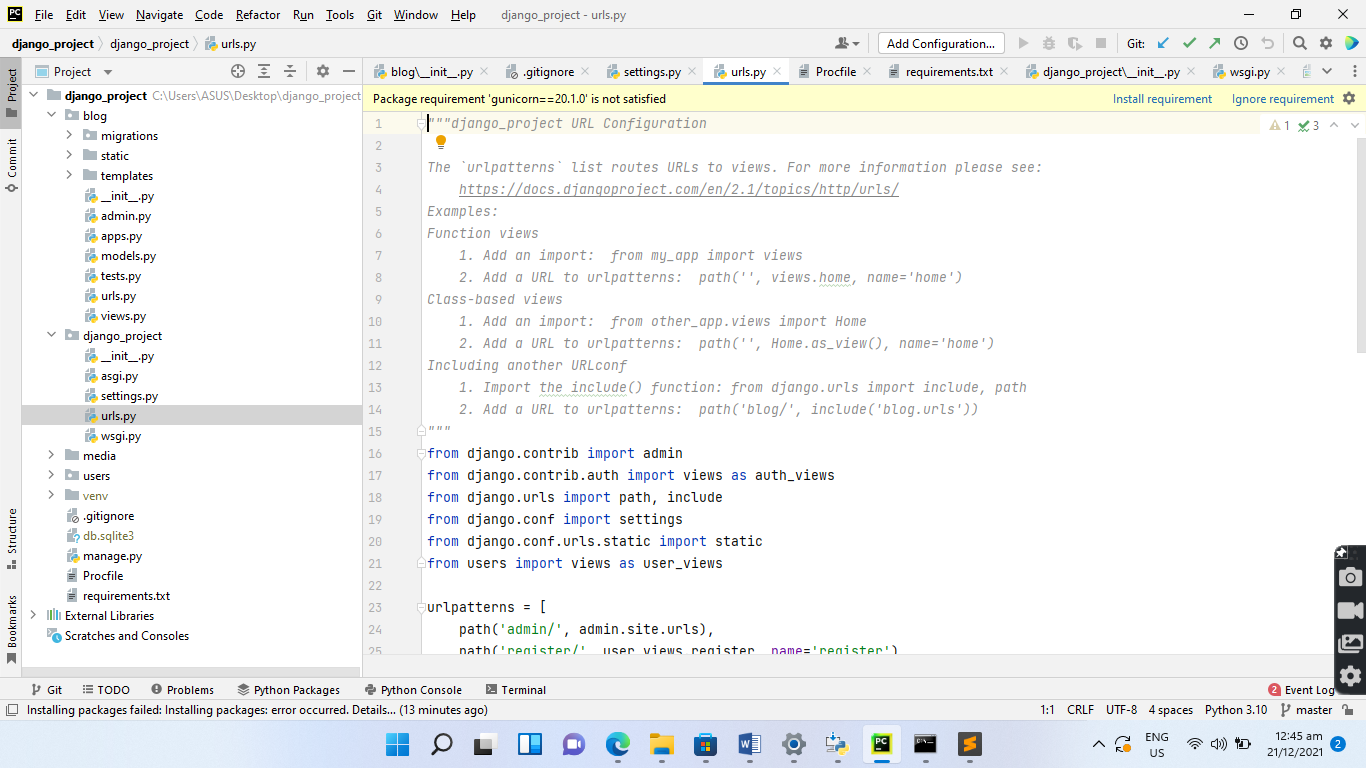 PC File Edit View Navigate Code Refactor Run Tools Git Window Help django_project - urls.py
django_project django_project urls.py Add Configuration... Git:
Project blog\__init__.py .gitignore settings.py urls.py Procfile requirements.txt django_project\__init__.py wsgi.py
Project
Commit
Structure
Bookmarks
django_project C:\Users\ASUS\Desktop\django_project
blog
migrations
static
templates
__init__.py
admin.py
apps.py
models.py
tests.py
urls.py
views.py
django_project
__init__.py
asgi.py
settings.py
urls.py
wsgi.py
media
users
venv
.gitignore
db.sqlite3
manage.py
Procfile
requirements.txt
External Libraries
Scratches and Consoles
Package requirement 'gunicorn==20.1.0' is not satisfied Install requirement Ignore requirement
1 """django_project URL Configuration 1 3
2
3 The `urlpatterns` list routes URLs to views. For more information please see:
4 https://docs.djangoproject.com/en/2.1/topics/http/urls/
5 Examples:
6 Function views
7 1. Add an import:  from my_app import views
8 2. Add a URL to urlpatterns:  path('', views.home, name='home')
9 Class-based views
10 1. Add an import:  from other_app.views import Home
11 2. Add a URL to urlpatterns:  path('', Home.as_view(), name='home')
12 Including another URLconf
13 1. Import the include() function: from django.urls import include, path
14 2. Add a URL to urlpatterns:  path('blog/', include('blog.urls'))
15 """
16 from django.contrib import admin
17 from django.contrib.auth import views as auth_views
18 from django.urls import path, include
19 from django.conf import settings
20 from django.conf.urls.static import static
21 from users import views as user_views
22
23 urlpatterns = [
24 path('admin/', admin.site.urls),
25 path('register/', user_views.register, name='register')
Git TODO Problems Python Packages Python Console Terminal 2 Event Log
Installing packages failed: Installing packages: error occurred. Details... (13 minutes ago) 1:1 CRLF UTF-8 4 spaces Python 3.10 master
W PC ENG 12:45 am
US 21/12/2021 2